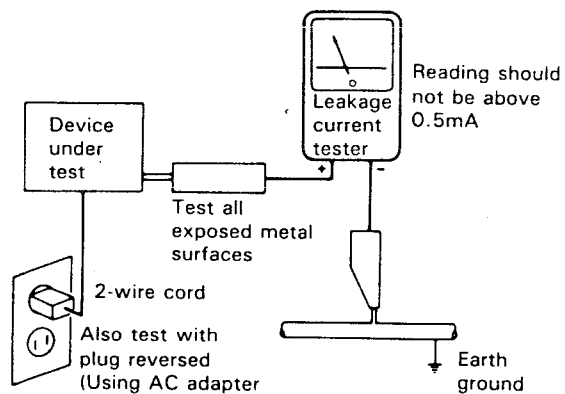 Device
under
test
Leakage
current
tester
+
-
Reading should
not be above
0.5mA
Test all
exposed metal
surfaces
2-wire cord
Also test with
plug reversed
(Using AC adapter
Earth
ground